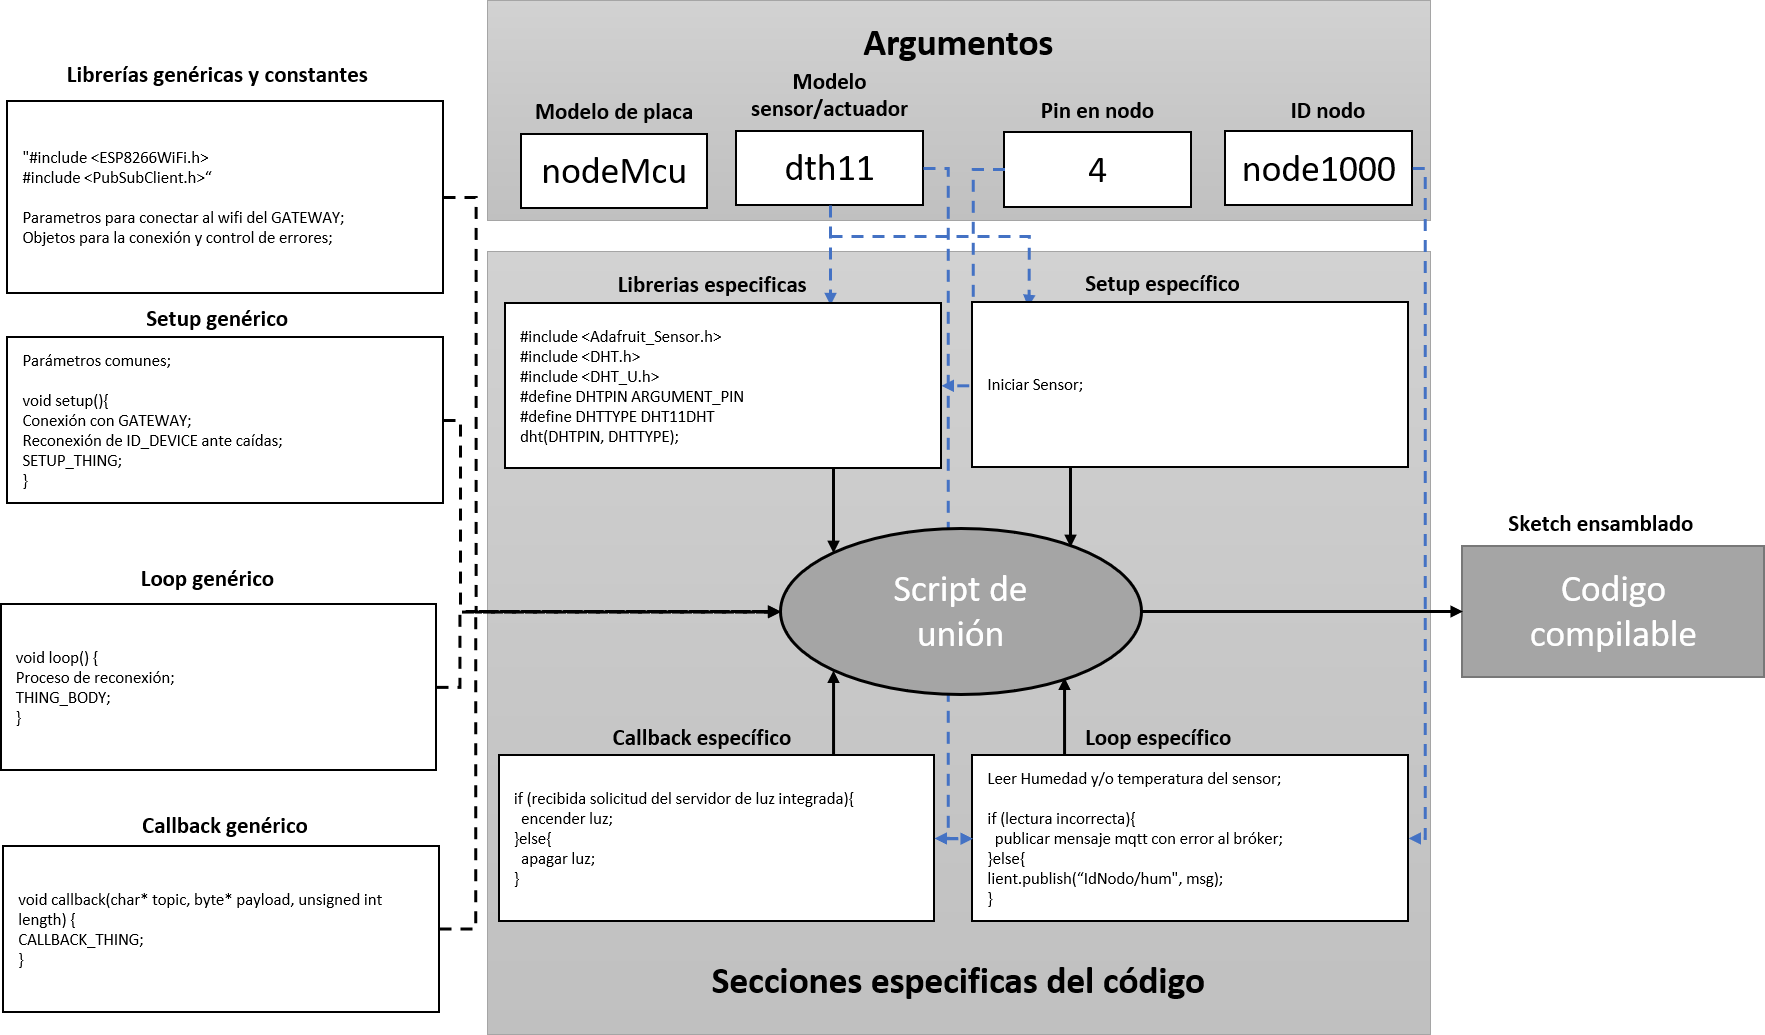 Argumentos
Modelo de placa
nodeMcu
Modelo
sensor/actuador
dth11
Pin en nodo
4
ID nodo
node1000
Librerías genéricas y constantes
"#include <ESP8266WiFi.h>
#include <PubSubClient.h>“
Parametros para conectar al wifi del GATEWAY;
Objetos para la conexión y control de errores;
Setup genérico
Parámetros comunes;
void setup(){
Conexión con GATEWAY;
Reconexión de ID_DEVICE ante caídas;
SETUP_THING;
}
Loop genérico
void loop() {
Proceso de reconexión;
THING_BODY;
}
Callback genérico
void callback(char* topic, byte* payload, unsigned int
length) {
CALLBACK_THING;
}
Librerias especificas
#include <Adafruit_Sensor.h>
#include <DHT.h>
#include <DHT_U.h>
#define DHTPIN ARGUMENT_PIN
#define DHTTYPE DHT11DHT
dht(DHTPIN, DHTTYPE);
Setup específico
Iniciar Sensor;
Script de
unión
Callback específico
if (recibida solicitud del servidor de luz integrada){
encender luz;
}else{
apagar luz;
}
Loop específico
Leer Humedad y/o temperatura del sensor;
if (lectura incorrecta){
publicar mensaje mqtt con error al bróker;
}else{
lient.publish(“IdNodo/hum", msg);
}
Secciones especificas del código
Sketch ensamblado
Codigo
compilable